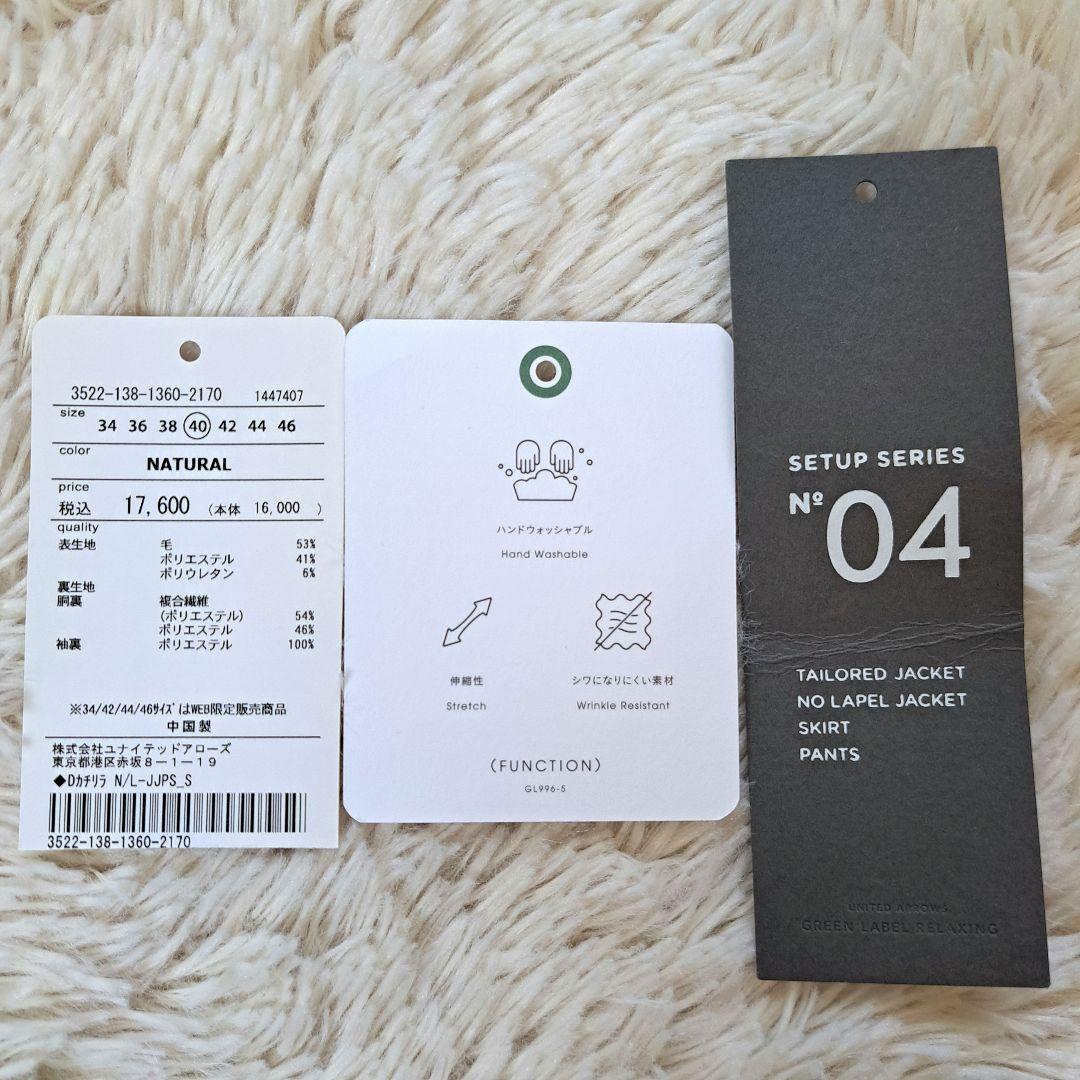 3522-138-1360-2170 1447407
size
34 36 38 40 42 44 46
color
NATURAL
price
税込 17,600 (本体 16,000 )
quality
表生地 毛 53%
ポリエステル 41%
ポリウレタン 6%
裏生地
胴裏 複合繊維
(ポリエステル) 54%
ポリエステル 46%
袖裏 ポリエステル 100%
※34/42/44/46ｻｲｽﾞはWEB限定販売商品
中国製
株式会社ユナイテッドアローズ
東京都港区赤坂8-1-19
◆Dカチリラ N/L-JJPS_S
3522-138-1360-2170
ハンドウォッシャブル
Hand Washable
伸縮性
Stretch
シワになりにくい素材
Wrinkle Resistant
(FUNCTION)
GL996-5
SETUP SERIES
Nº 04
TAILORED JACKET
NO LAPEL JACKET
SKIRT
PANTS
UNITED ARROWS
GREEN LABEL RELAXING